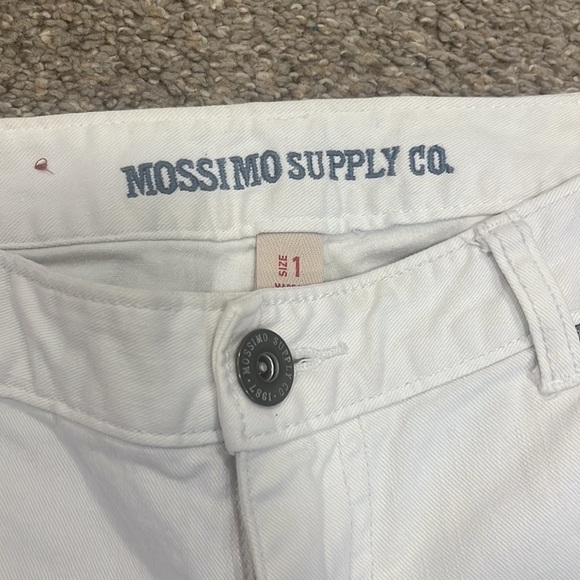 MOSSIMO SUPPLY CO.
SIZE
1
MOSSIMO SUPPLY CO · 1987 ·